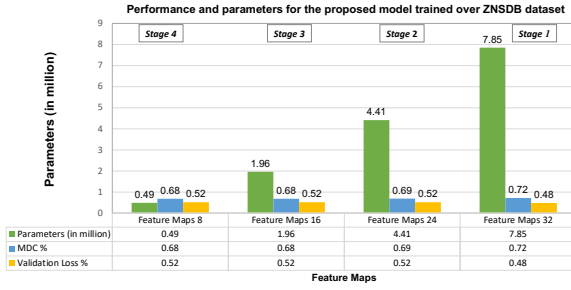 Performance and parameters for the proposed model trained over ZNSDB dataset
Parameters (in million)
9
8
7
6
5
4
3
2
1
0
Stage 4
Stage 3
Stage 2
Stage 1
0.49 0.68 0.52
1.96 0.68 0.52
4.41 0.69 0.52
7.85 0.72 0.48
Feature Maps 8 Feature Maps 16 Feature Maps 24 Feature Maps 32
Parameters (in million) 0.49 1.96 4.41 7.85
MDC % 0.68 0.68 0.69 0.72
Validation Loss % 0.52 0.52 0.52 0.48
Feature Maps